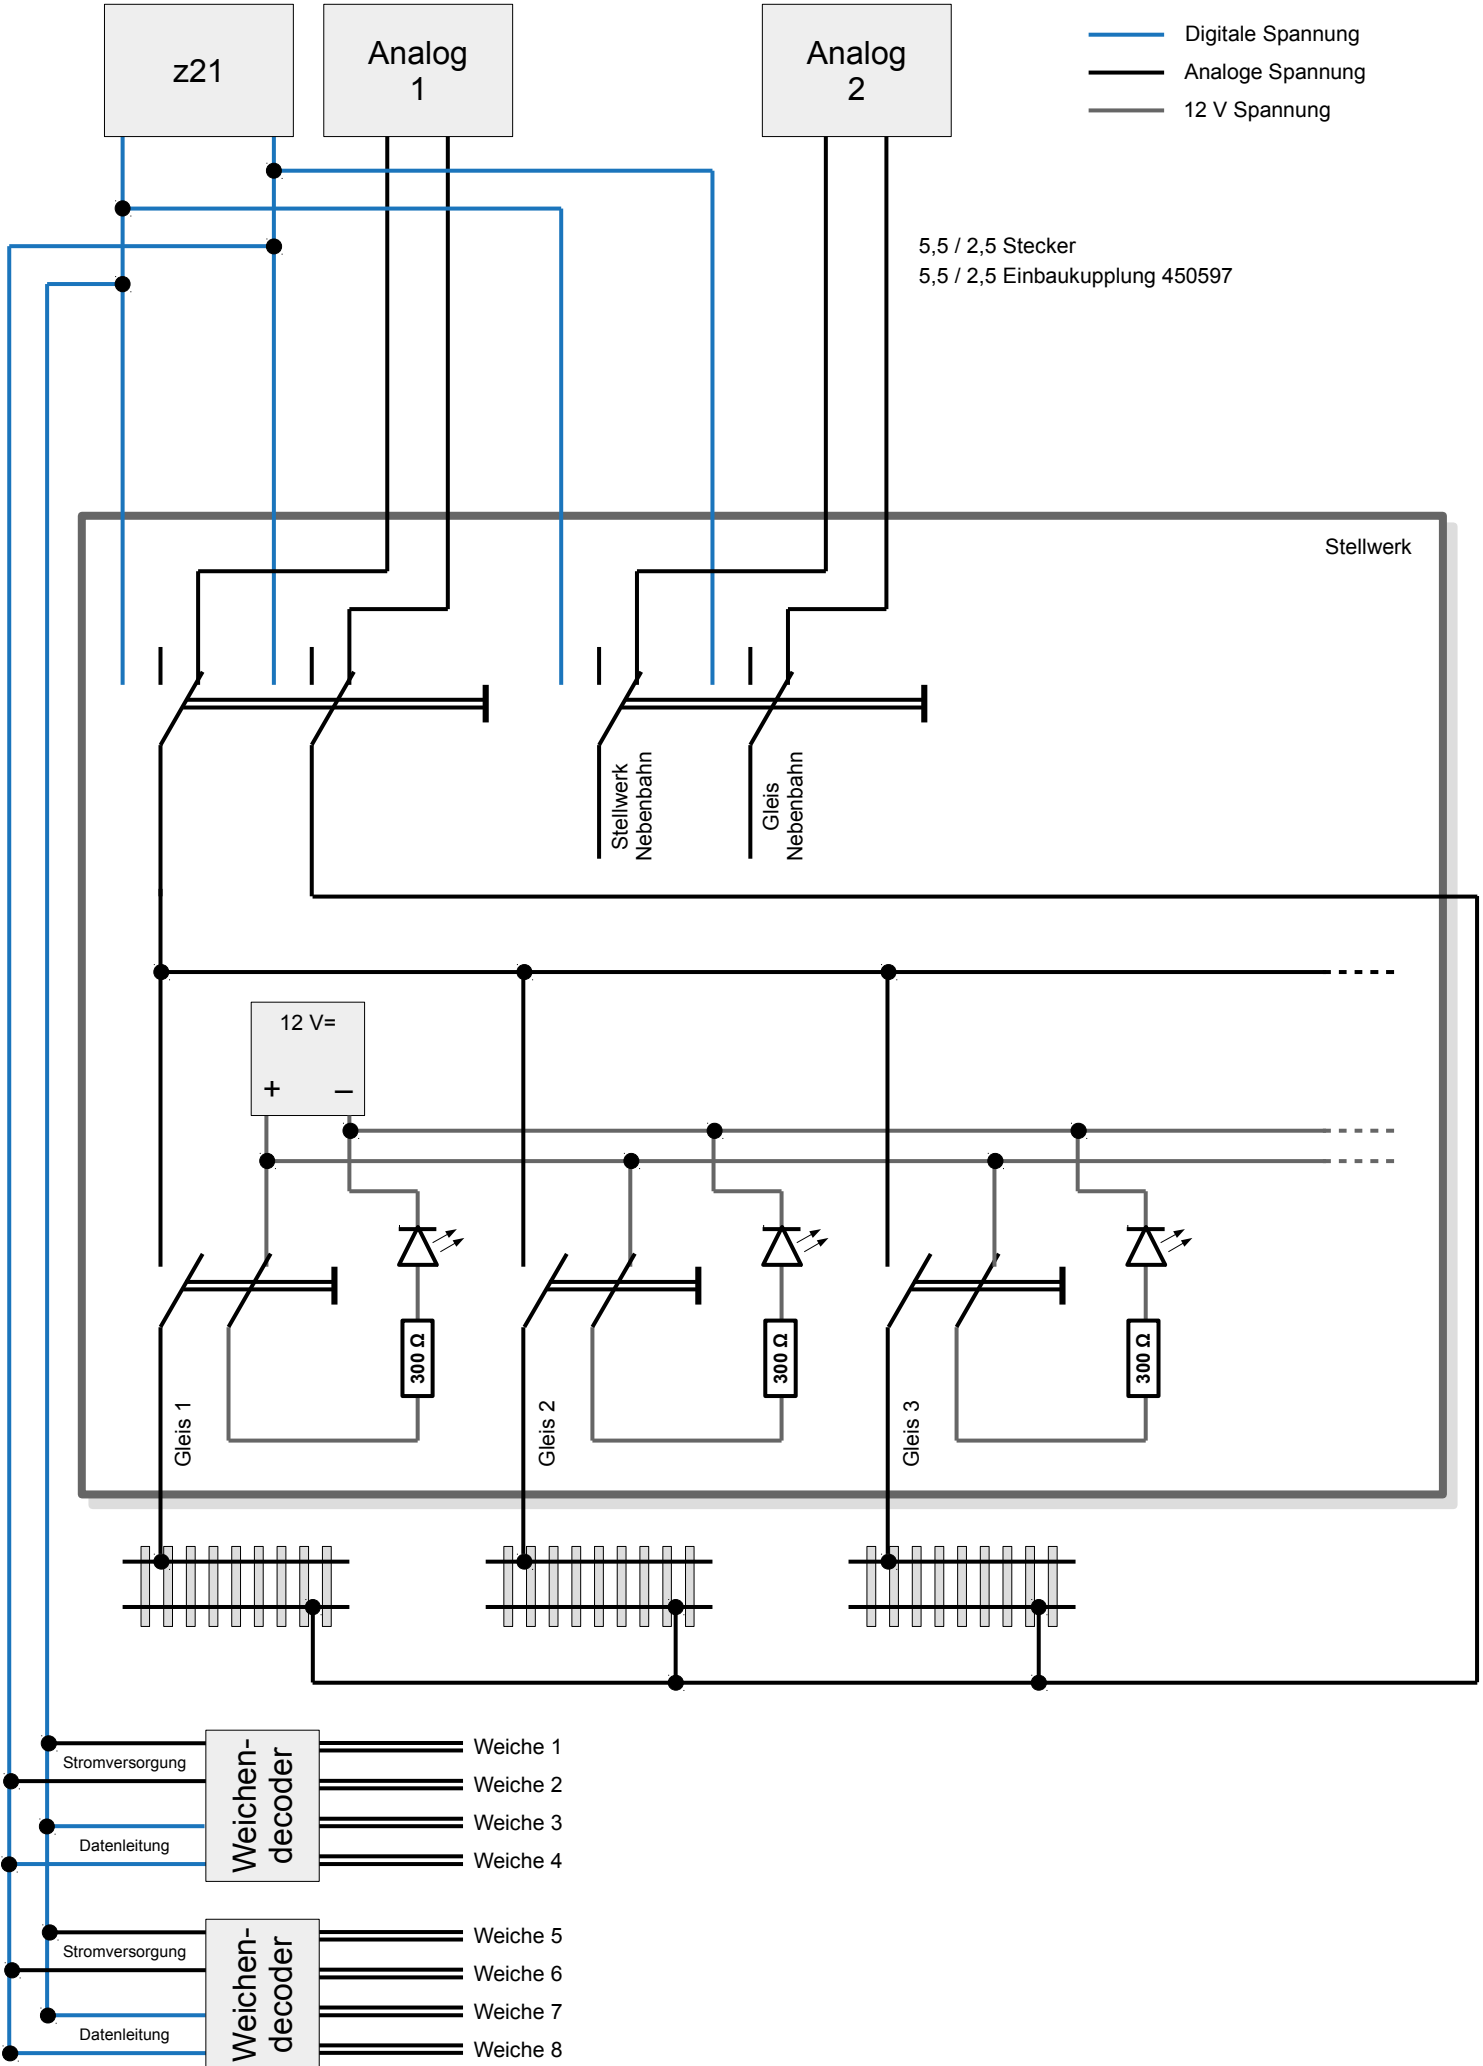 z21
Analog
1
Analog
2
Digitale Spannung
Analoge Spannung
12 V Spannung
5,5 / 2,5 Stecker
5,5 / 2,5 Einbaukupplung 450597
Stellwerk
Stellwerk
Nebenbahn
Gleis
Nebenbahn
12 V=
+ –
300 Ω
300 Ω
300 Ω
Gleis 1
Gleis 2
Gleis 3
Stromversorgung
Datenleitung
Weichen-
decoder
Weiche 1
Weiche 2
Weiche 3
Weiche 4
Stromversorgung
Datenleitung
Weichen-
decoder
Weiche 5
Weiche 6
Weiche 7
Weiche 8